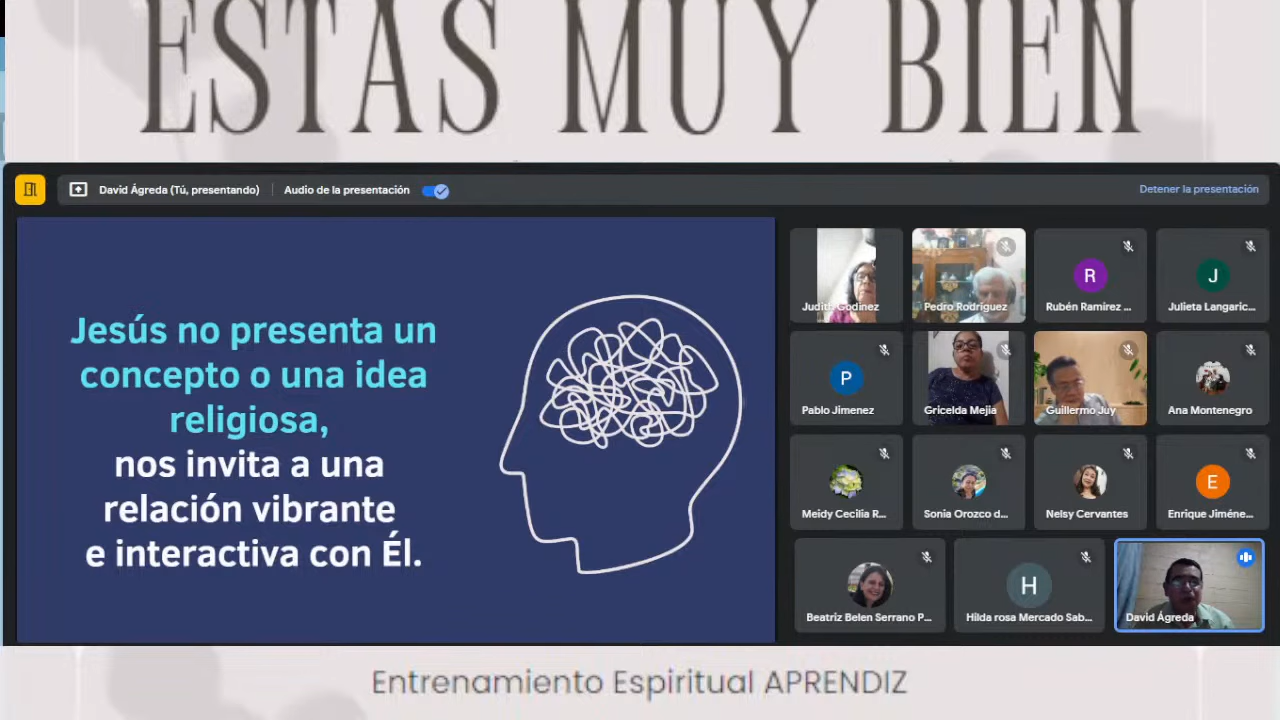 ESTAS MUY BIEN
David Ágreda (Tú, presentando)
Audio de la presentación
Detener la presentación
Jesús no presenta un
concepto o una idea
religiosa,
nos invita a una
relación vibrante
e interactiva con Él.
Judith Godinez
Pedro Rodríguez
R
Rubén Ramirez ...
J
Julieta Langaric...
P
Pablo Jimenez
Gricelda Mejia
Guillermo Juy
Ana Montenegro
Meidy Cecilia R...
Sonia Orozco d...
Nelsy Cervantes
E
Enrique Jiméne...
Beatriz Belen Serrano P...
H
Hilda rosa Mercado Sab...
David Ágreda
Entrenamiento Espiritual APRENDIZ